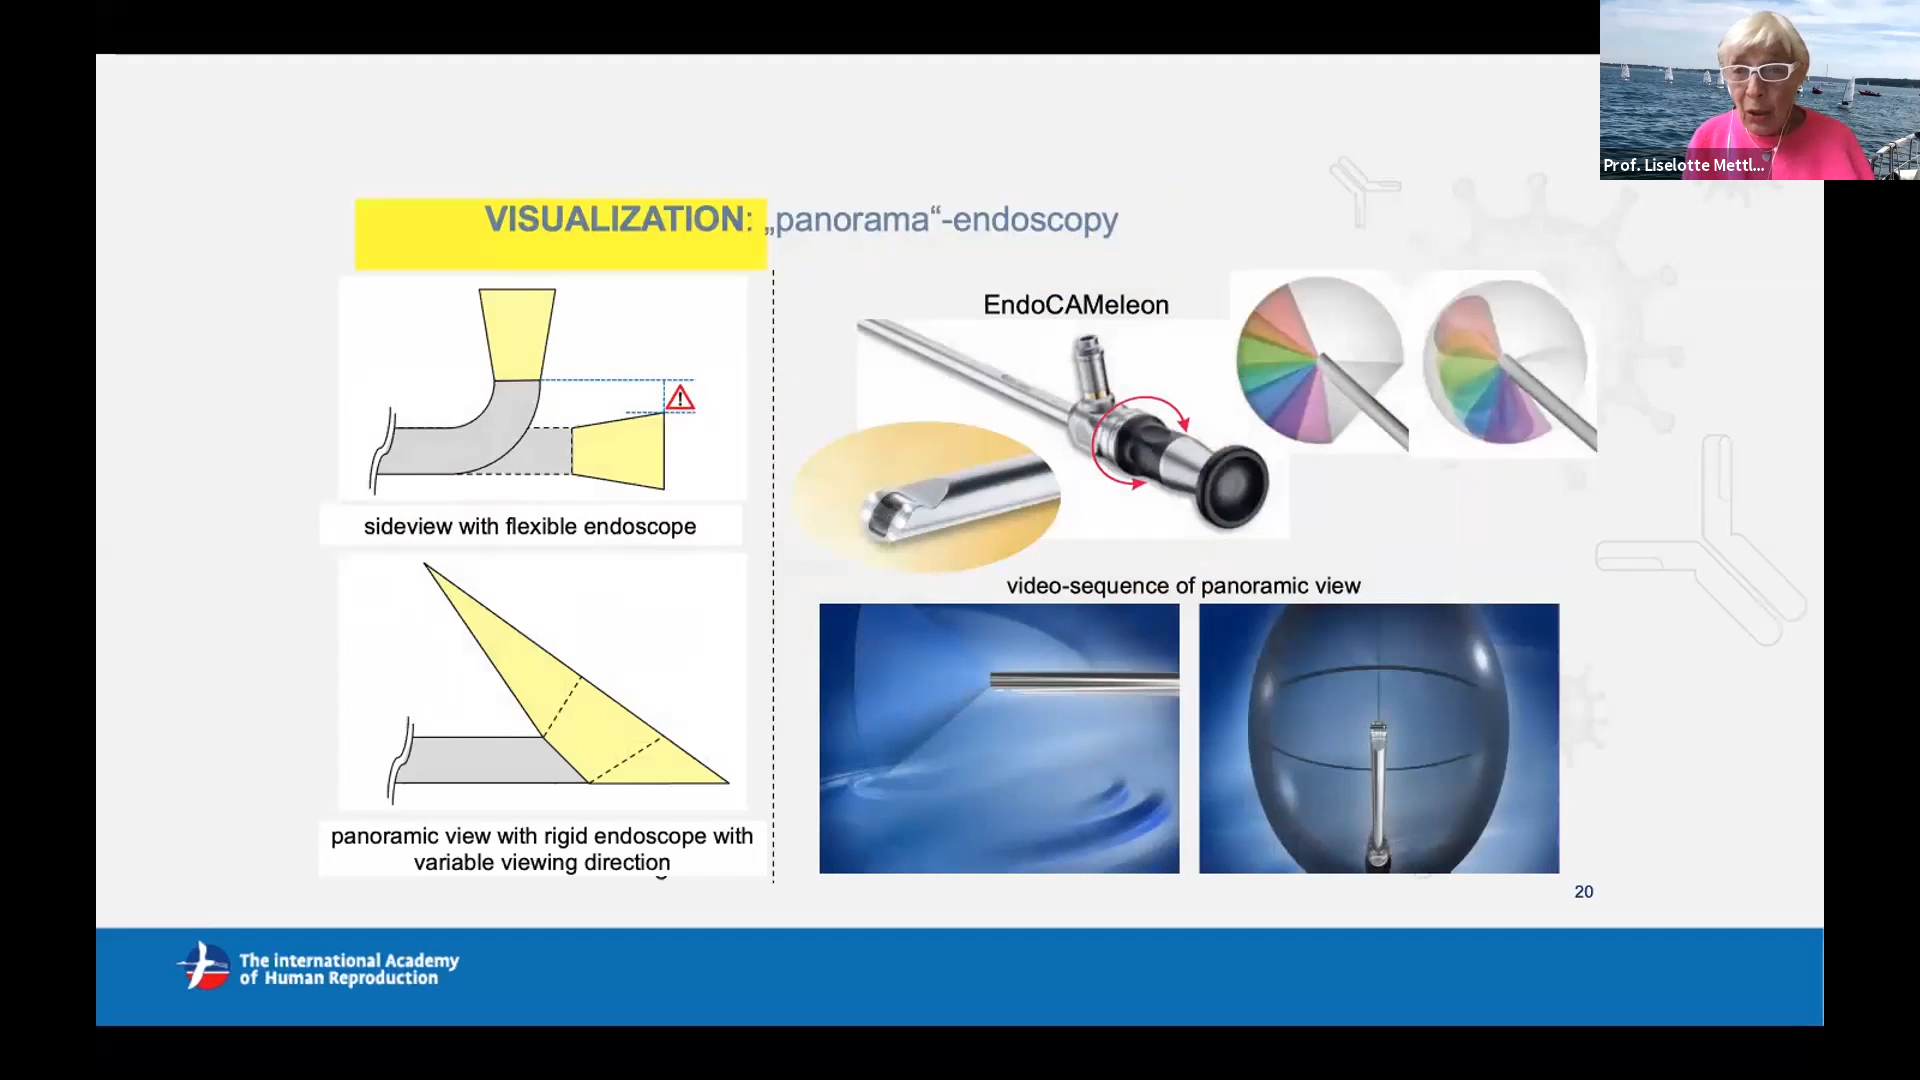 Prof. Liselotte Mettl...
VISUALIZATION: „panorama“-endoscopy
EndoCAMeleon
sideview with flexible endoscope
video-sequence of panoramic view
panoramic view with rigid endoscope with
variable viewing direction
20
The international Academy
of Human Reproduction